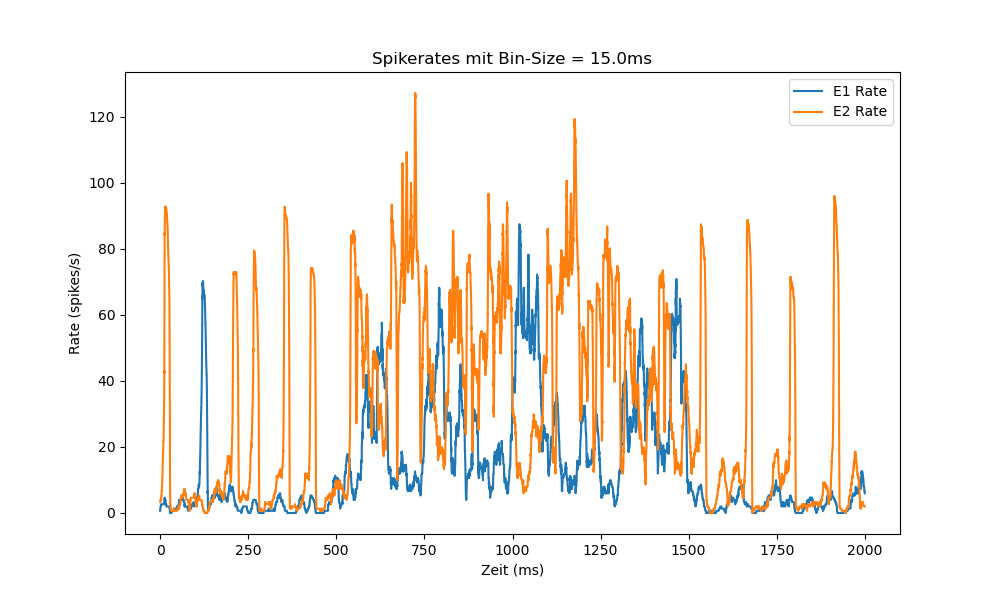 Spikerates mit Bin-Size = 15.0ms
E1 Rate
E2 Rate
120
100
80
60
40
20
0
Rate (spikes/s)
0 250 500 750 1000 1250 1500 1750 2000
Zeit (ms)